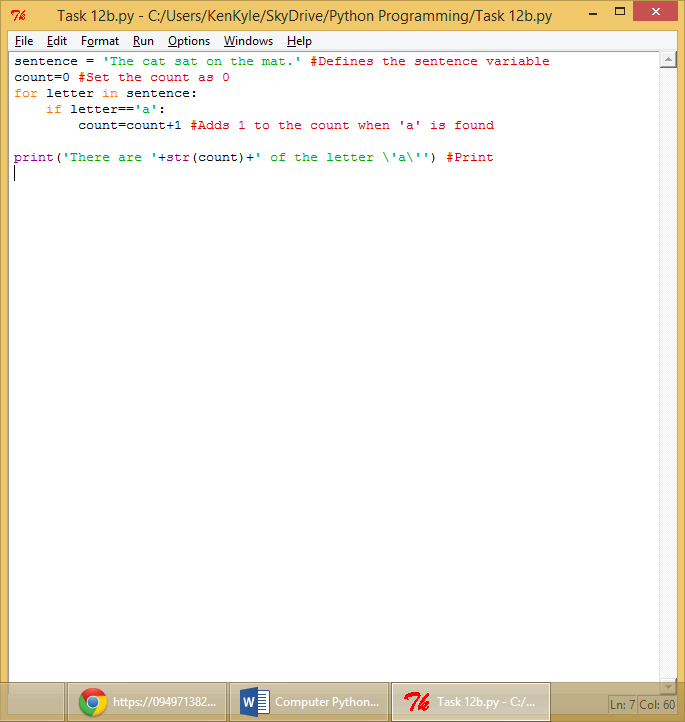 Task 12b.py - C:/Users/KenKyle/SkyDrive/Python Programming/Task 12b.py
File Edit Format Run Options Windows Help
sentence = 'The cat sat on the mat.' #Defines the sentence variable
count=0 #Set the count as 0
for letter in sentence:
    if letter=='a':
        count=count+1 #Adds 1 to the count when 'a' is found
print('There are '+str(count)+' of the letter \'a\'') #Print
https://094971382... Computer Python... Task 12b.py - C:/...
Ln: 7 Col: 60